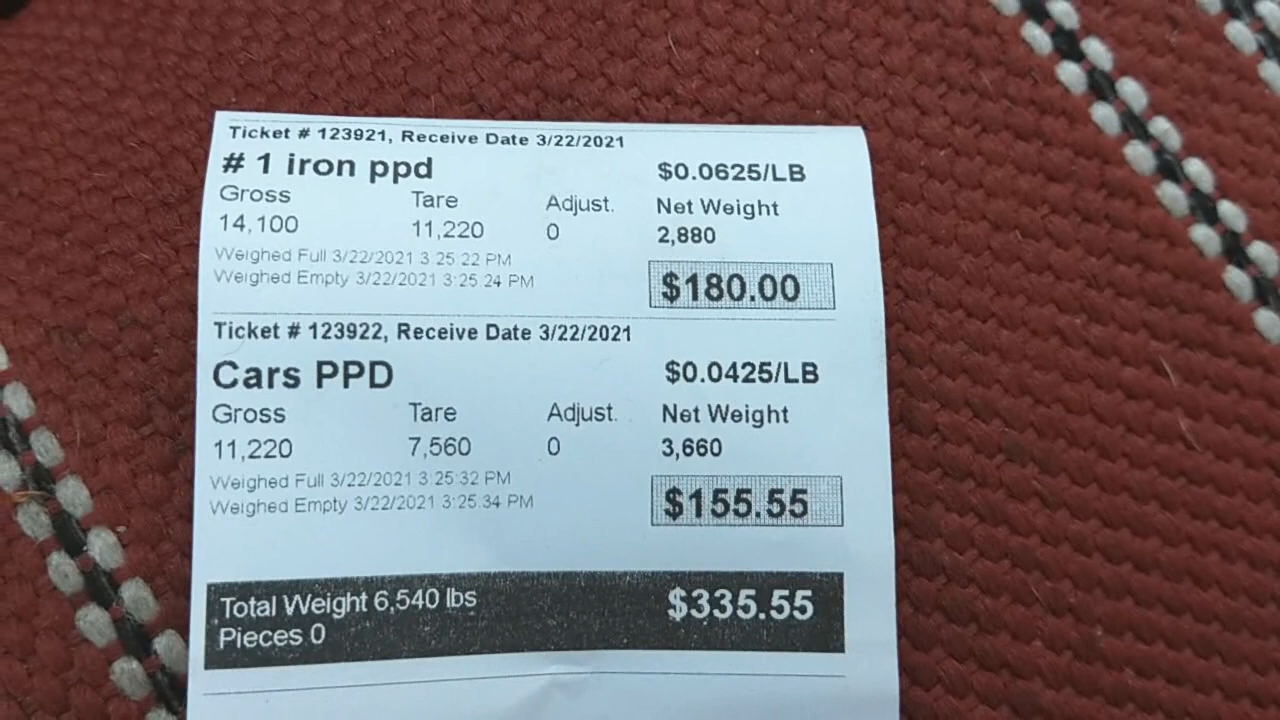 Ticket # 123921, Receive Date 3/22/2021
# 1 iron ppd $0.0625/LB
Gross Tare Adjust. Net Weight
14,100 11,220 0 2,880
Weighed Full 3/22/2021 3 25:22 PM
Weighed Empty 3/22/2021 3:25 24 PM
$180.00
Ticket # 123922, Receive Date 3/22/2021
Cars PPD $0.0425/LB
Gross Tare Adjust. Net Weight
11,220 7,560 0 3,660
Weighed Full 3/22/2021 3:25:32 PM
Weighed Empty 3/22/2021 3:25:34 PM
$155.55
Total Weight 6,540 lbs $335.55
Pieces 0